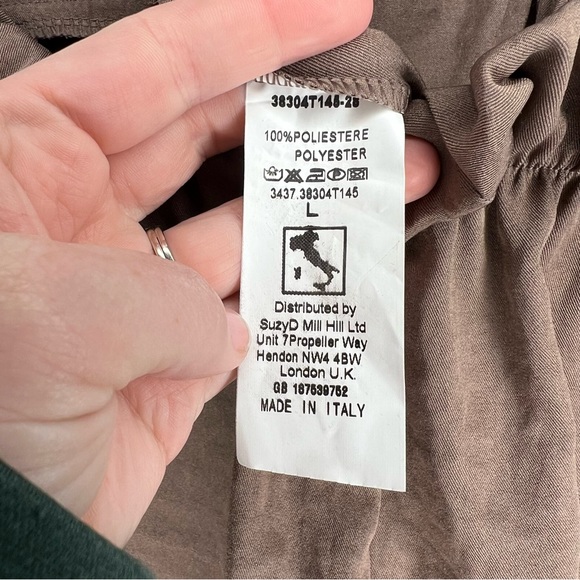 38304T145-25
100%POLIESTERE
POLYESTER
3437.38304T145
L
Distributed by
SuzyD Mill Hill Ltd
Unit 7Propeller Way
Hendon NW4 4BW
London U.K.
GB 187539752
MADE IN ITALY